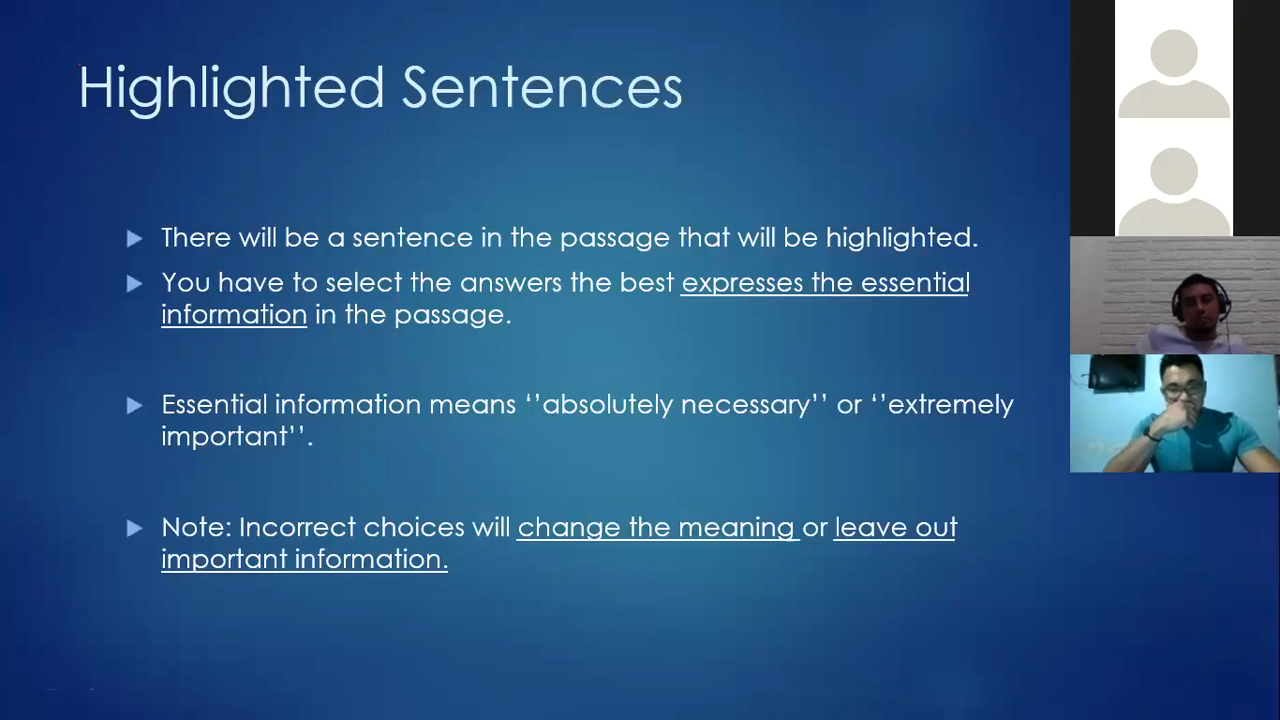 Highlighted Sentences
There will be a sentence in the passage that will be highlighted.
You have to select the answers the best expresses the essential
information in the passage.
Essential information means ‘’absolutely necessary’’ or ‘’extremely
important’’.
Note: Incorrect choices will change the meaning or leave out
important information.